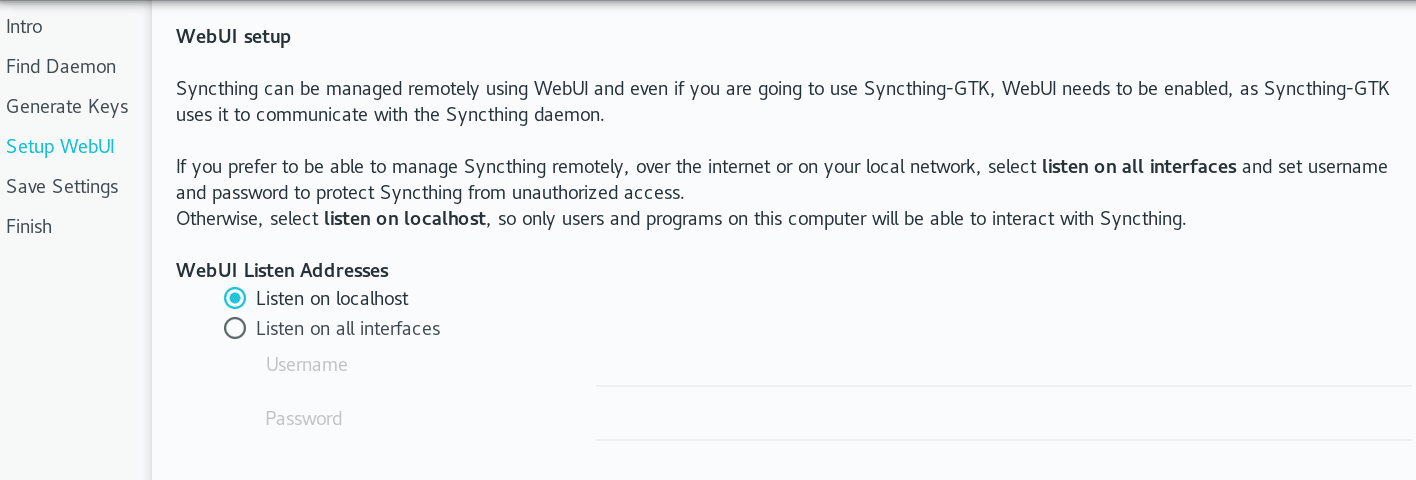 Intro
Find Daemon
Generate Keys
Setup WebUI
Save Settings
Finish
WebUI setup
Syncthing can be managed remotely using WebUI and even if you are going to use Syncthing-GTK, WebUI needs to be enabled, as Syncthing-GTK
uses it to communicate with the Syncthing daemon.
If you prefer to be able to manage Syncthing remotely, over the internet or on your local network, select listen on all interfaces and set username
and password to protect Syncthing from unauthorized access.
Otherwise, select listen on localhost, so only users and programs on this computer will be able to interact with Syncthing.
WebUI Listen Addresses
Listen on localhost
Listen on all interfaces
Username
Password